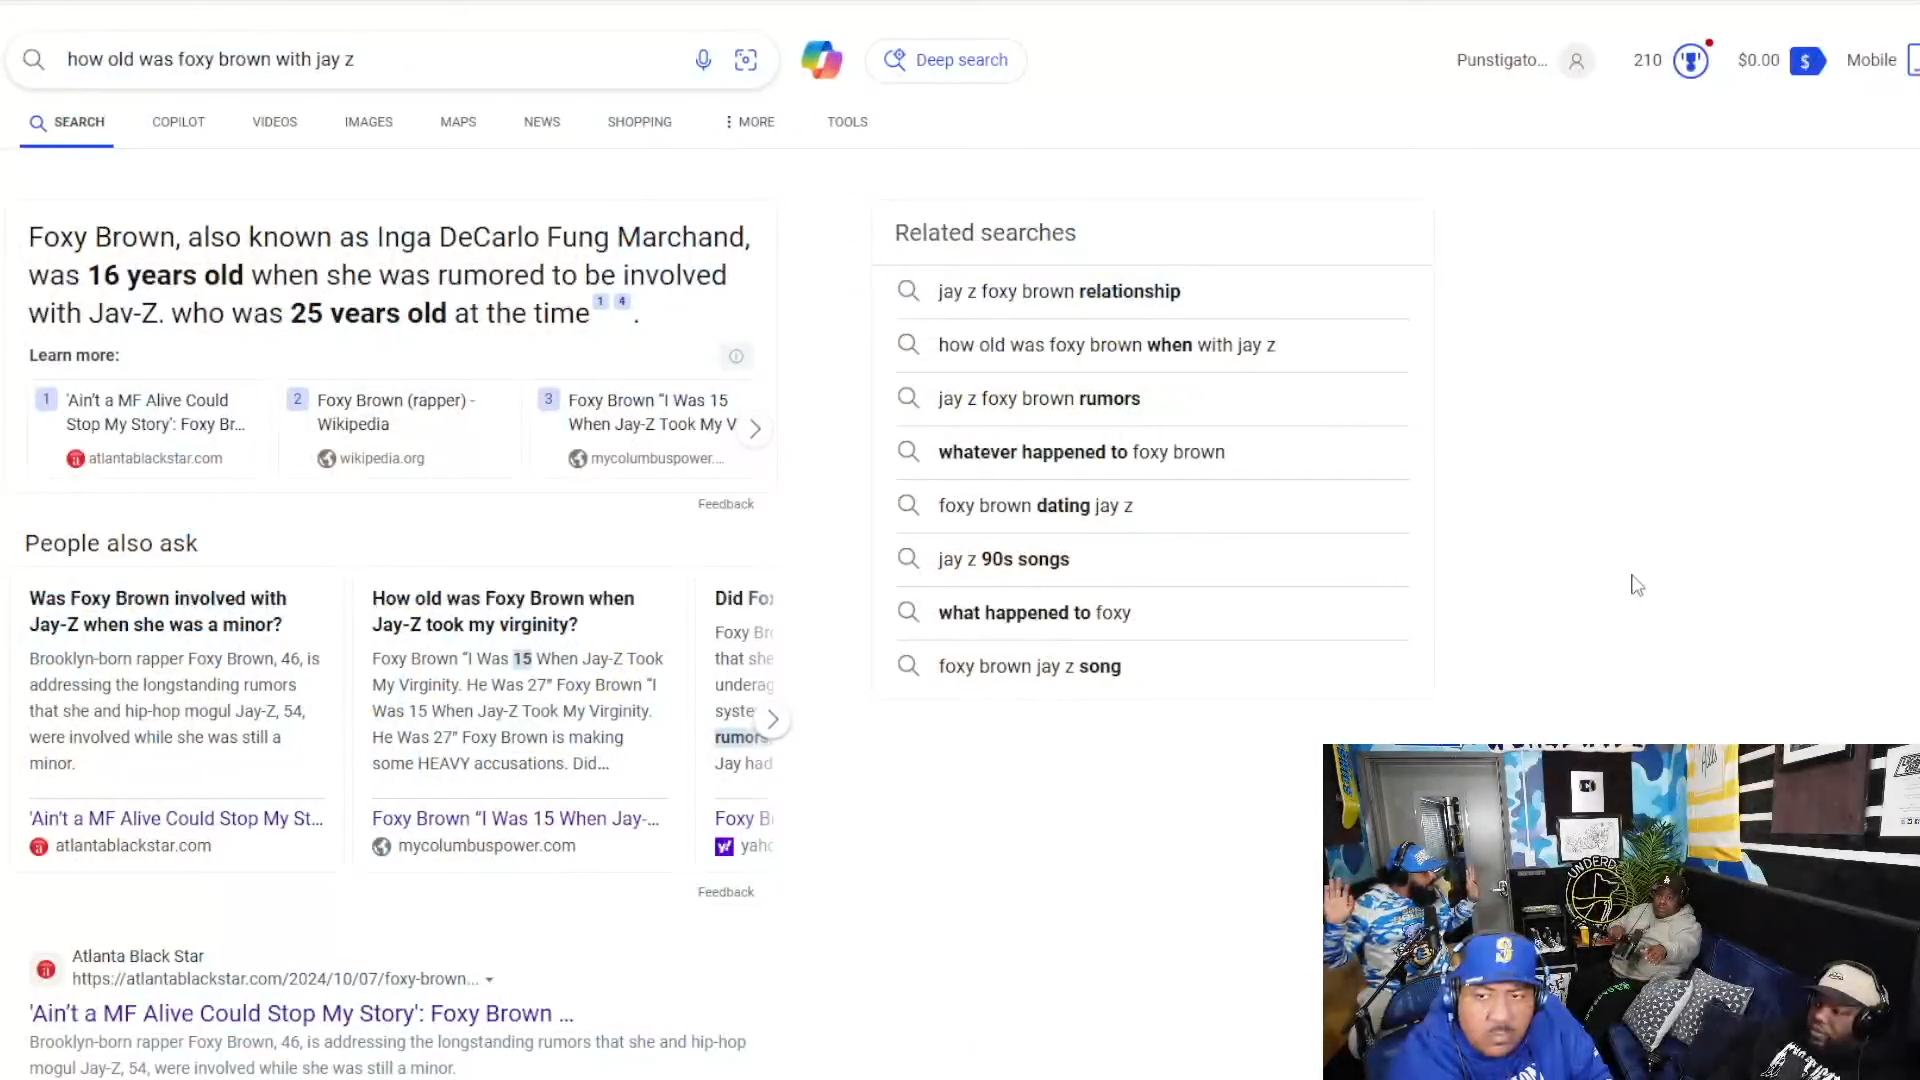 how old was foxy brown with jay z
Deep search
Punstigato...
210
$0.00
$
Mobile
SEARCH
COPILOT
VIDEOS
IMAGES
MAPS
NEWS
SHOPPING
MORE
TOOLS
Foxy Brown, also known as Inga DeCarlo Fung Marchand,
was 16 years old when she was rumored to be involved
with Jay-Z. who was 25 years old at the time 1 4 .
Learn more:
1 'Ain't a MF Alive Could
Stop My Story': Foxy Br...
atlantablackstar.com
2 Foxy Brown (rapper) -
Wikipedia
wikipedia.org
3 Foxy Brown "I Was 15
When Jay-Z Took My V
mycolumbuspower....
Feedback
People also ask
Was Foxy Brown involved with
Jay-Z when she was a minor?
Brooklyn-born rapper Foxy Brown, 46, is
addressing the longstanding rumors
that she and hip-hop mogul Jay-Z, 54,
were involved while she was still a
minor.
'Ain't a MF Alive Could Stop My St...
atlantablackstar.com
How old was Foxy Brown when
Jay-Z took my virginity?
Foxy Brown "I Was 15 When Jay-Z Took
My Virginity. He Was 27" Foxy Brown "I
Was 15 When Jay-Z Took My Virginity.
He Was 27" Foxy Brown is making
some HEAVY accusations. Did...
Foxy Brown "I Was 15 When Jay-...
mycolumbuspower.com
Did Fox
Foxy Bro
that she
underag
syste
rumors
Jay had
Foxy B
yaho
Feedback
Atlanta Black Star
https://atlantablackstar.com/2024/10/07/foxy-brown...
'Ain't a MF Alive Could Stop My Story': Foxy Brown ...
Brooklyn-born rapper Foxy Brown, 46, is addressing the longstanding rumors that she and hip-hop
mogul Jay-Z, 54, were involved while she was still a minor.
Related searches
jay z foxy brown relationship
how old was foxy brown when with jay z
jay z foxy brown rumors
whatever happened to foxy brown
foxy brown dating jay z
jay z 90s songs
what happened to foxy
foxy brown jay z song
UNDERD
S